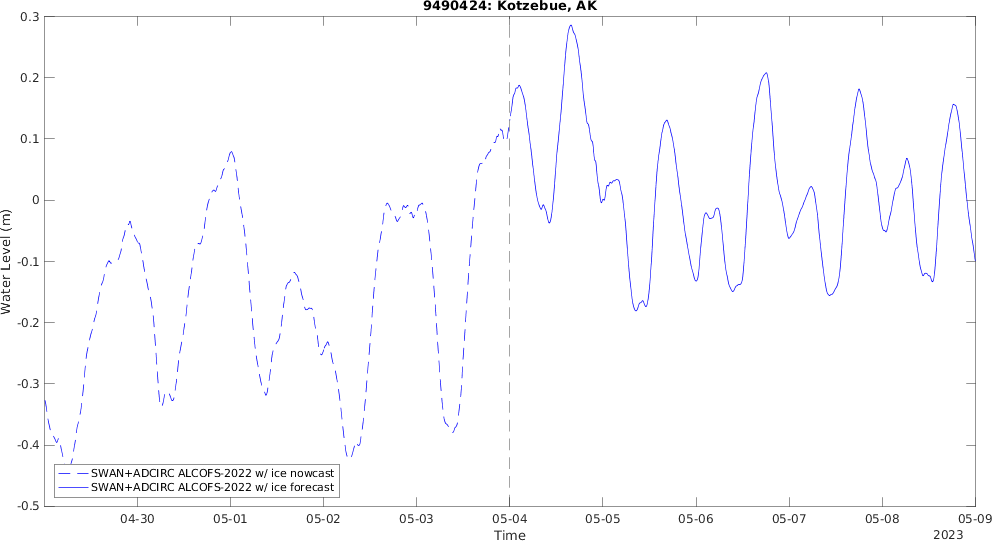 9490424: Kotzebue, AK
0.3
0.2
0.1
0
-0.1
-0.2
-0.3
-0.4
-0.5
Water Level (m)
SWAN+ADCIRC ALCOFS-2022 w/ ice nowcast
SWAN+ADCIRC ALCOFS-2022 w/ ice forecast
04-30 05-01 05-02 05-03 05-04 05-05 05-06 05-07 05-08 05-09
Time
2023